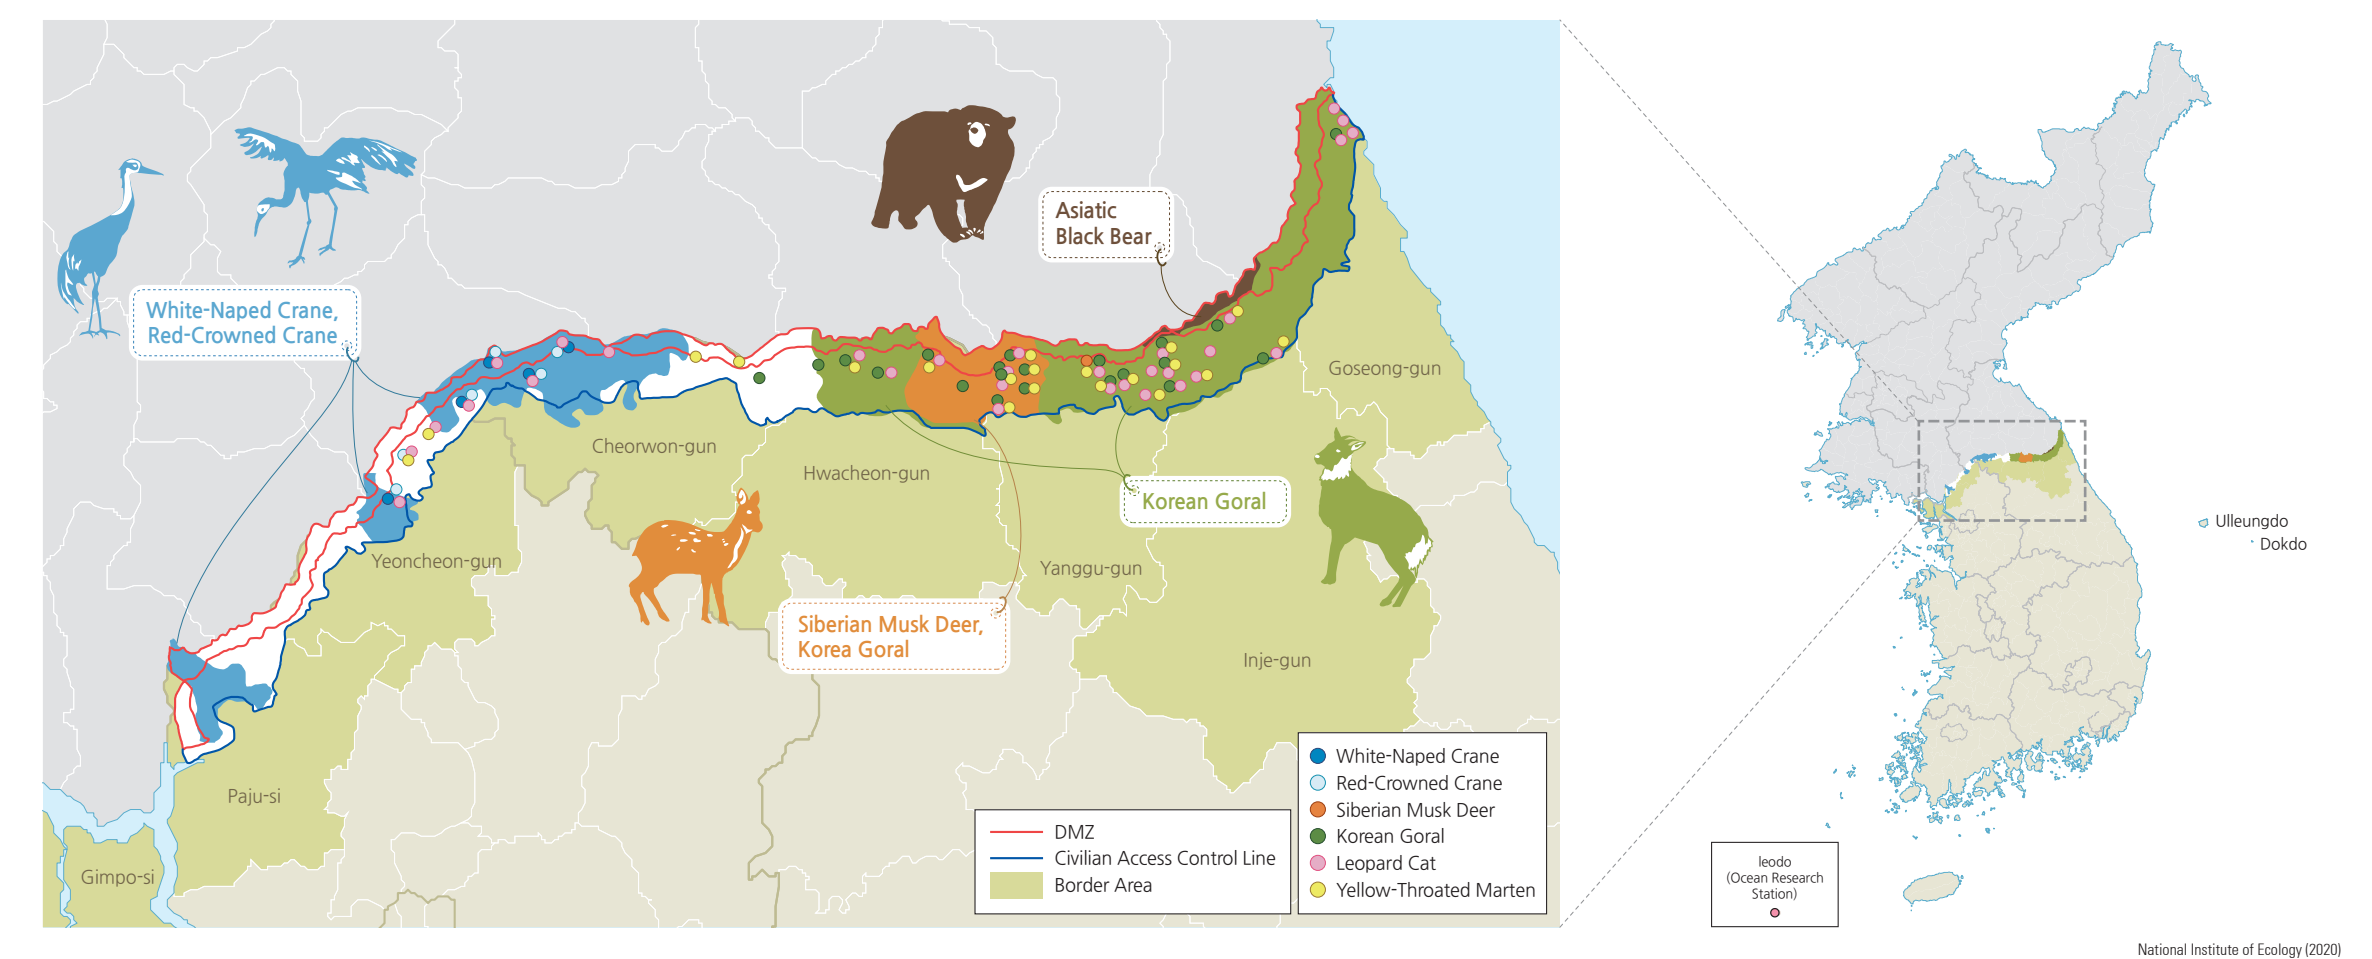 Asiatic
Black Bear
White-Naped Crane,
Red-Crowned Crane
Goseong-gun
Cheorwon-gun
Hwacheon-gun
Korean Goral
Yeoncheon-gun
Yanggu-gun
Siberian Musk Deer,
Korea Goral
Inje-gun
Paju-si
Gimpo-si
DMZ
Civilian Access Control Line
Border Area
White-Naped Crane
Red-Crowned Crane
Siberian Musk Deer
Korean Goral
Leopard Cat
Yellow-Throated Marten
Ulleungdo
Dokdo
Ieodo
(Ocean Research
Station)
National Institute of Ecology (2020)